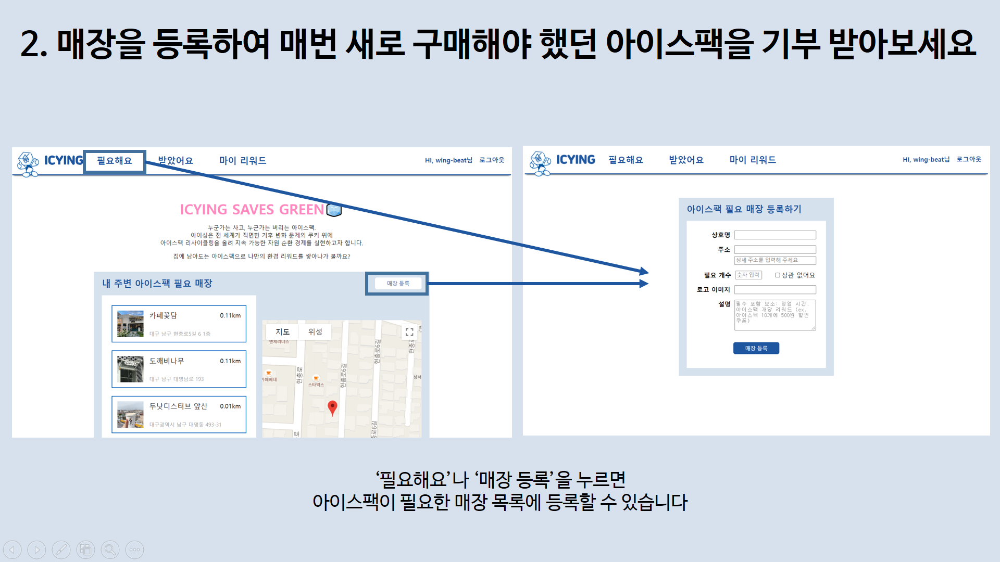 2. 매장을 등록하여 매번 새로 구매해야 했던 아이스팩을 기부 받아보세요
ICYING 필요해요 받았어요 마이 리워드 HI, wing-beat님 로그아웃
ICYING SAVES GREEN
누군가는 사고, 누군가는 버리는 아이스팩.
아이싱은 전 세계가 직면한 기후 변화 문제의 쿠키 위에
아이스팩 리사이클링을 올려 지속 가능한 자원 순환 경제를 실현하고자 합니다.
집에 남아도는 아이스팩으로 나만의 환경 리워드를 쌓아나가 볼까요?
내 주변 아이스팩 필요 매장
매장 등록
카페꽃담 0.11km
대구 남구 현충로5길 6 1층
도깨비나무 0.11km
대구 남구 대명남로 193
두낫디스터브 앞산 0.01km
대구광역시 남구 대명동 493-31
지도 위성
엔제리너스
카페베네
스타벅스
현충로
현충로6길
현충로6길
현충
성서
로
충로6길
ICYING 필요해요 받았어요 마이 리워드 HI, wing-beat님 로그아웃
아이스팩 필요 매장 등록하기
상호명
주소
상세 주소를 입력해 주세요.
필요 개수 숫자 입력 상관 없어요
로고 이미지
설명 필수 포함 요소: 영업 시간,
아이스팩 개당 리워드 (ex.
아이스팩 10개에 500원 할인
쿠폰)
매장 등록
‘필요해요’나 ‘매장 등록’을 누르면
아이스팩이 필요한 매장 목록에 등록할 수 있습니다